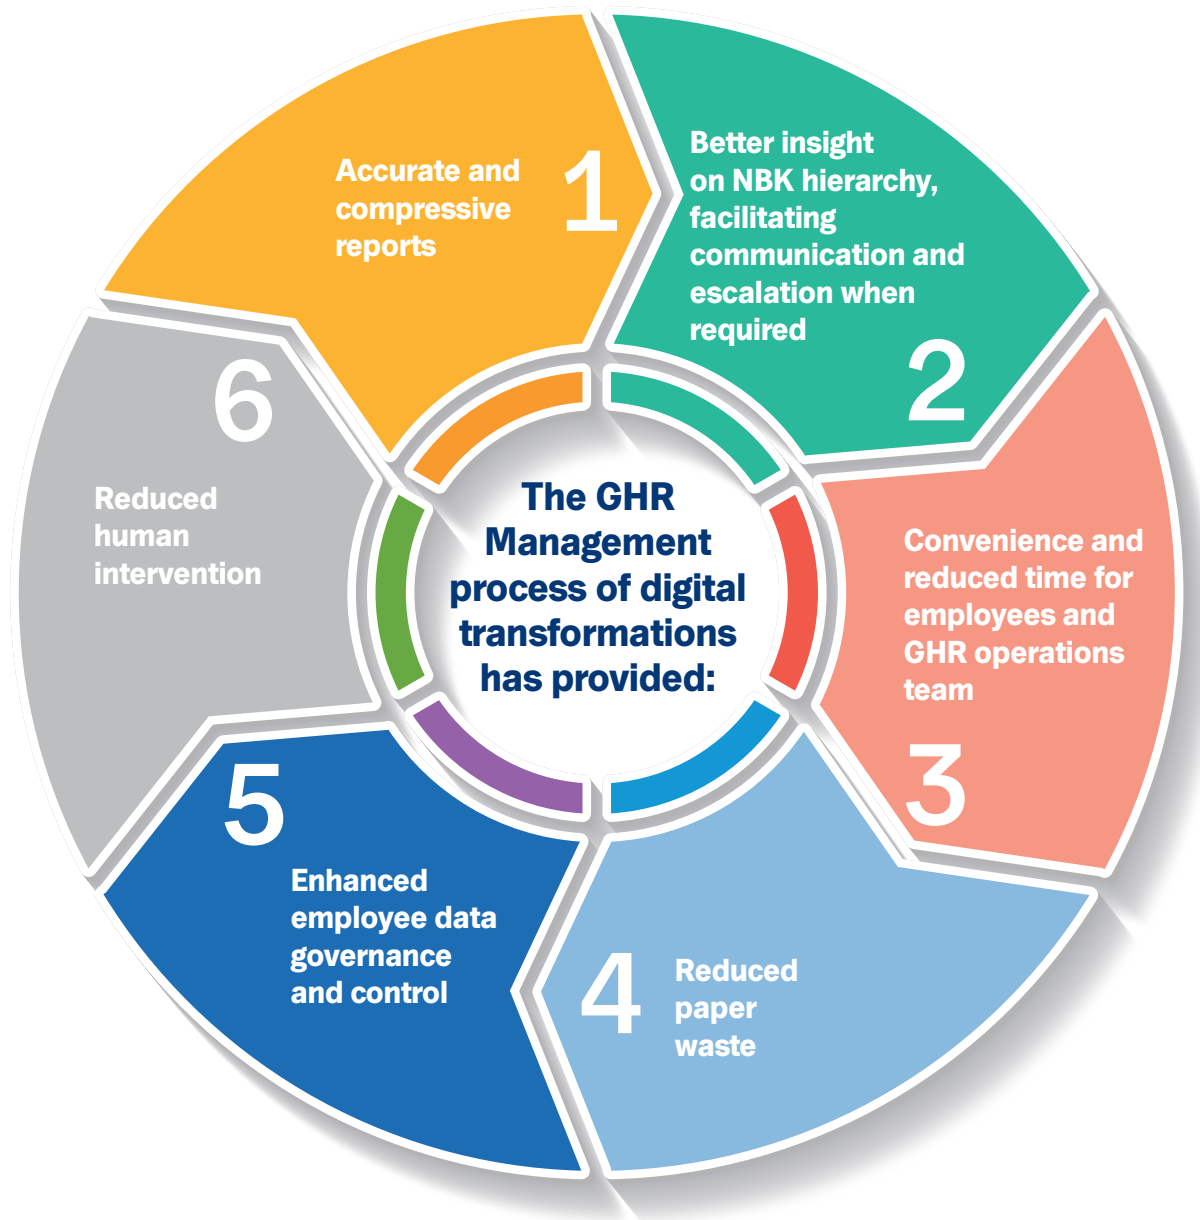 The GHR
Management
process of digital
transformations
has provided:
1
Accurate and
compressive
reports
Better insight
on NBK hierarchy,
facilitating
communication and
escalation when
required
2
Convenience and
reduced time for
employees and
GHR operations
team
3
4
Reduced
paper
waste
5
Enhanced
employee data
governance
and control
6
Reduced
human
intervention